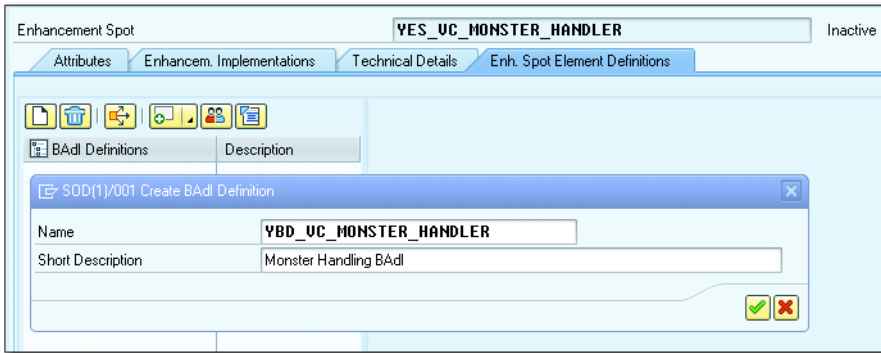 Enhancement Spot YES_VC_MONSTER_HANDLER Inactive
Attributes Enhancem. Implementations Technical Details Enh. Spot Element Definitions
BAdI Definitions Description
SOD(1)/001 Create BAdI Definition
Name YBD_VC_MONSTER_HANDLER
Short Description Monster Handling BAdI